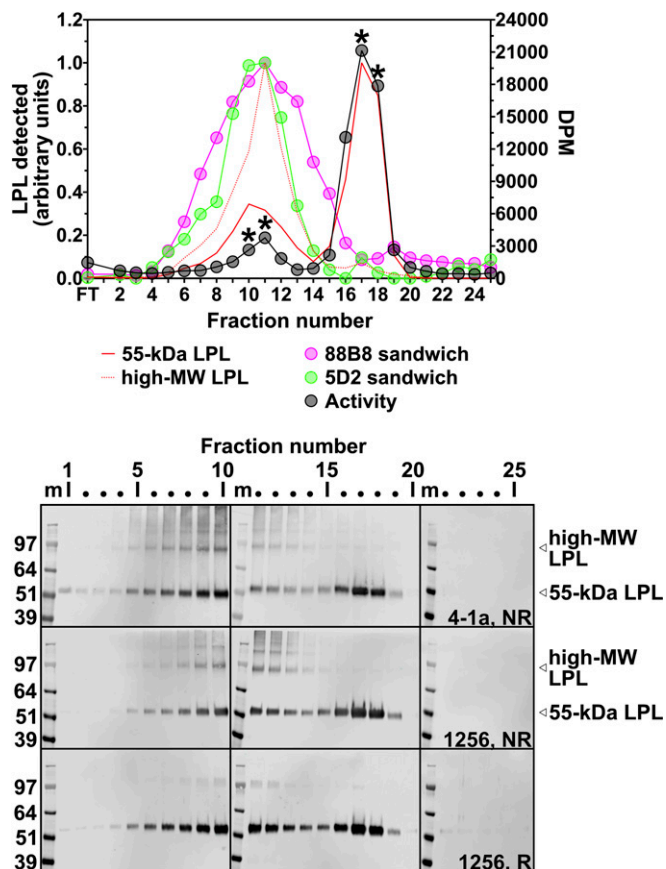 1.2
1.0
0.8
0.6
0.4
0.2
0.0
LPL detected
(arbitrary units)
24000
21000
18000
15000
12000
9000
6000
3000
0
DPM
* *
* *
FT 2 4 6 8 10 12 14 16 18 20 22 24
Fraction number
55-kDa LPL
high-MW LPL
88B8 sandwich
5D2 sandwich
Activity
Fraction number
m 1 5 10 m 15 20 m 25
97
64
51
39
high-MW
LPL
55-kDa LPL
4-1a, NR
97
64
51
39
high-MW
LPL
55-kDa LPL
1256, NR
97
64
51
39
1256, R